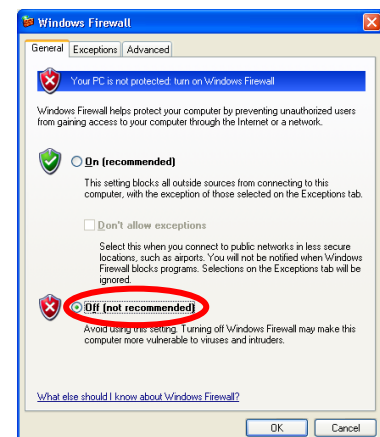 Windows Firewall
General Exceptions Advanced
Your PC is not protected: turn on Windows Firewall
Windows Firewall helps protect your computer by preventing unauthorized users
from gaining access to your computer through the Internet or a network.
On (recommended)
This setting blocks all outside sources from connecting to this
computer, with the exception of those selected on the Exceptions tab.
Don't allow exceptions
Select this when you connect to public networks in less secure
locations, such as airports. You will not be notified when Windows
Firewall blocks programs. Selections on the Exceptions tab will be
ignored.
Off (not recommended)
Avoid using this setting. Turning off Windows Firewall may make this
computer more vulnerable to viruses and intruders.
What else should I know about Windows Firewall?
OK Cancel